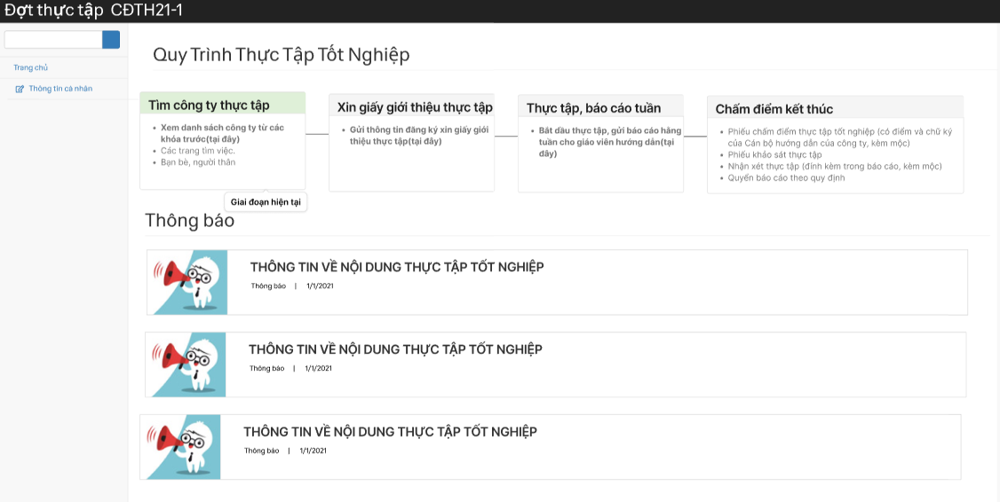 Đợt thực tập CĐTH21-1
Trang chủ
Thông tin cá nhân
Quy Trình Thực Tập Tốt Nghiệp
Tìm công ty thực tập
Xem danh sách công ty từ các
khóa trước(tại đây)
Các trang tìm việc.
Bạn bè, người thân
Giai đoạn hiện tại
Xin giấy giới thiệu thực tập
Gửi thông tin đăng ký xin giấy giới
thiệu thực tập(tại đây)
Thực tập, báo cáo tuần
Bắt đầu thực tập, gửi báo cáo hằng
tuần cho giáo viên hướng dẫn(tại
đây)
Chấm điểm kết thúc
Phiếu chấm điểm thực tập tốt nghiệp (có điểm và chữ ký
của Cán bộ hướng dẫn của công ty, kèm mộc)
Phiếu khảo sát thực tập
Nhận xét thực tập (đính kèm trong báo cáo, kèm mộc)
Quyển báo cáo theo quy định
Thông báo
THÔNG TIN VỀ NỘI DUNG THỰC TẬP TỐT NGHIỆP
Thông báo | 1/1/2021
THÔNG TIN VỀ NỘI DUNG THỰC TẬP TỐT NGHIỆP
Thông báo | 1/1/2021
THÔNG TIN VỀ NỘI DUNG THỰC TẬP TỐT NGHIỆP
Thông báo | 1/1/2021